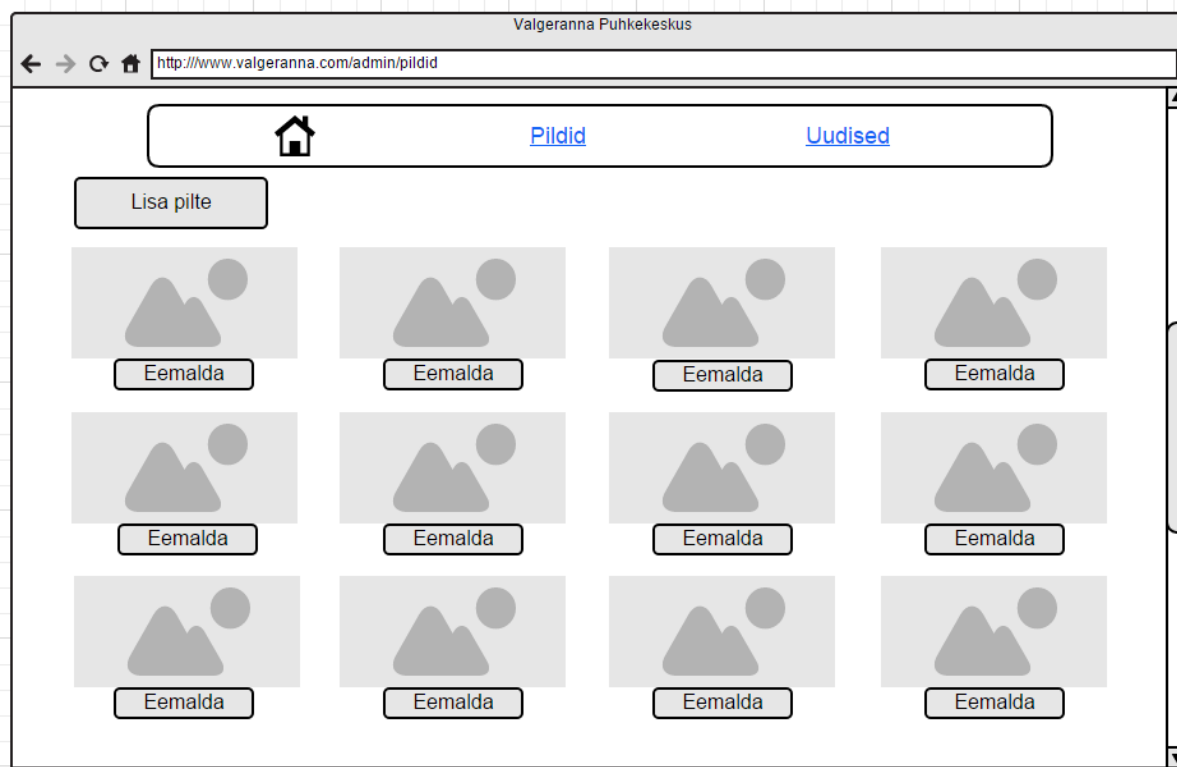 Valgeranna Puhkekeskus
http:///www.valgeranna.com/admin/pildid
Pildid Uudised
Lisa pilte
Eemalda Eemalda Eemalda Eemalda
Eemalda Eemalda Eemalda Eemalda
Eemalda Eemalda Eemalda Eemalda